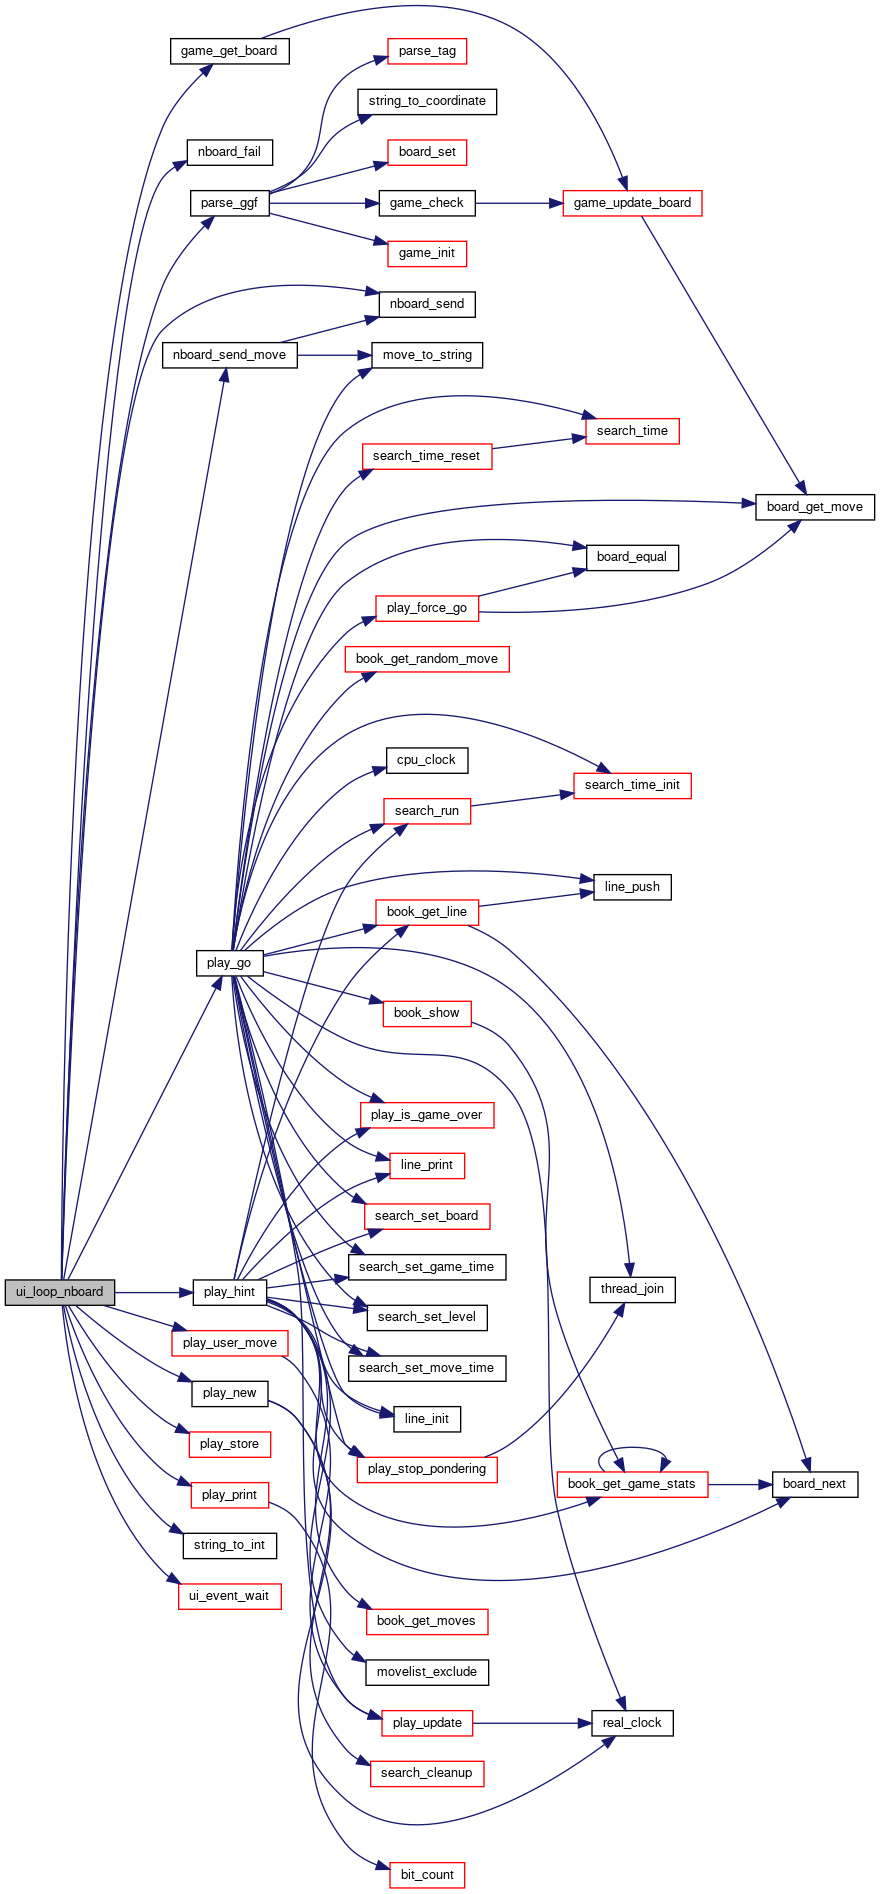 game_get_board
parse_tag
string_to_coordinate
nboard_fail
board_set
parse_ggf
game_check
game_update_board
game_init
nboard_send
nboard_send_move
move_to_string
search_time
search_time_reset
board_get_move
board_equal
play_force_go
book_get_random_move
cpu_clock
search_time_init
search_run
line_push
book_get_line
play_go
book_show
play_is_game_over
line_print
search_set_board
search_set_game_time
ui_loop_nboard
play_hint
thread_join
search_set_level
play_user_move
search_set_move_time
play_new
line_init
play_store
play_stop_pondering
book_get_game_stats
board_next
play_print
string_to_int
ui_event_wait
book_get_moves
movelist_exclude
play_update
real_clock
search_cleanup
bit_count